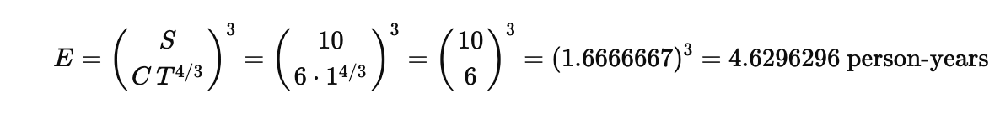 E = (S / (C T^{4/3}))^3 = (10 / (6 · 1^{4/3}))^3 = (10 / 6)^3 = (1.6666667)^3 = 4.6296296 person-years